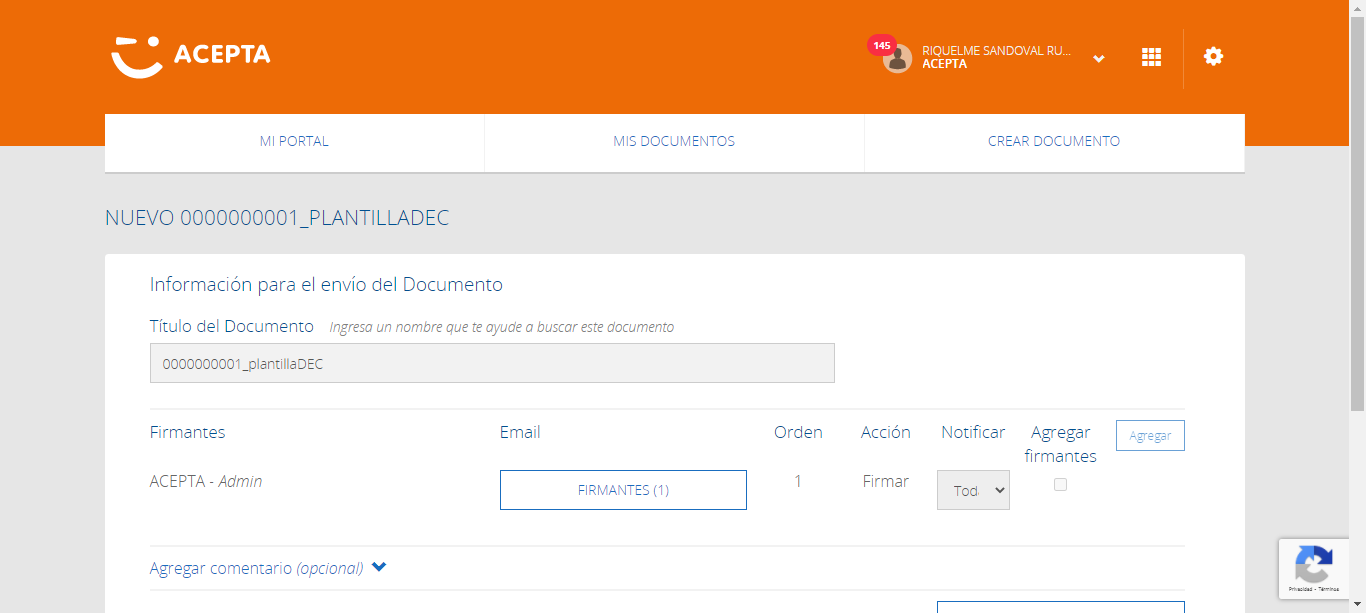 ACEPTA
145
RIQUELME SANDOVAL RU...
ACEPTA
MI PORTAL
MIS DOCUMENTOS
CREAR DOCUMENTO
NUEVO 0000000001_PLANTILLADEC
Información para el envío del Documento
Título del Documento Ingresa un nombre que te ayude a buscar este documento
0000000001_plantillaDEC
Firmantes Email Orden Acción Notificar Agregar firmantes Agregar
ACEPTA - Admin FIRMANTES (1) 1 Firmar Tod
Agregar comentario (opcional)
Privacidad - Términos